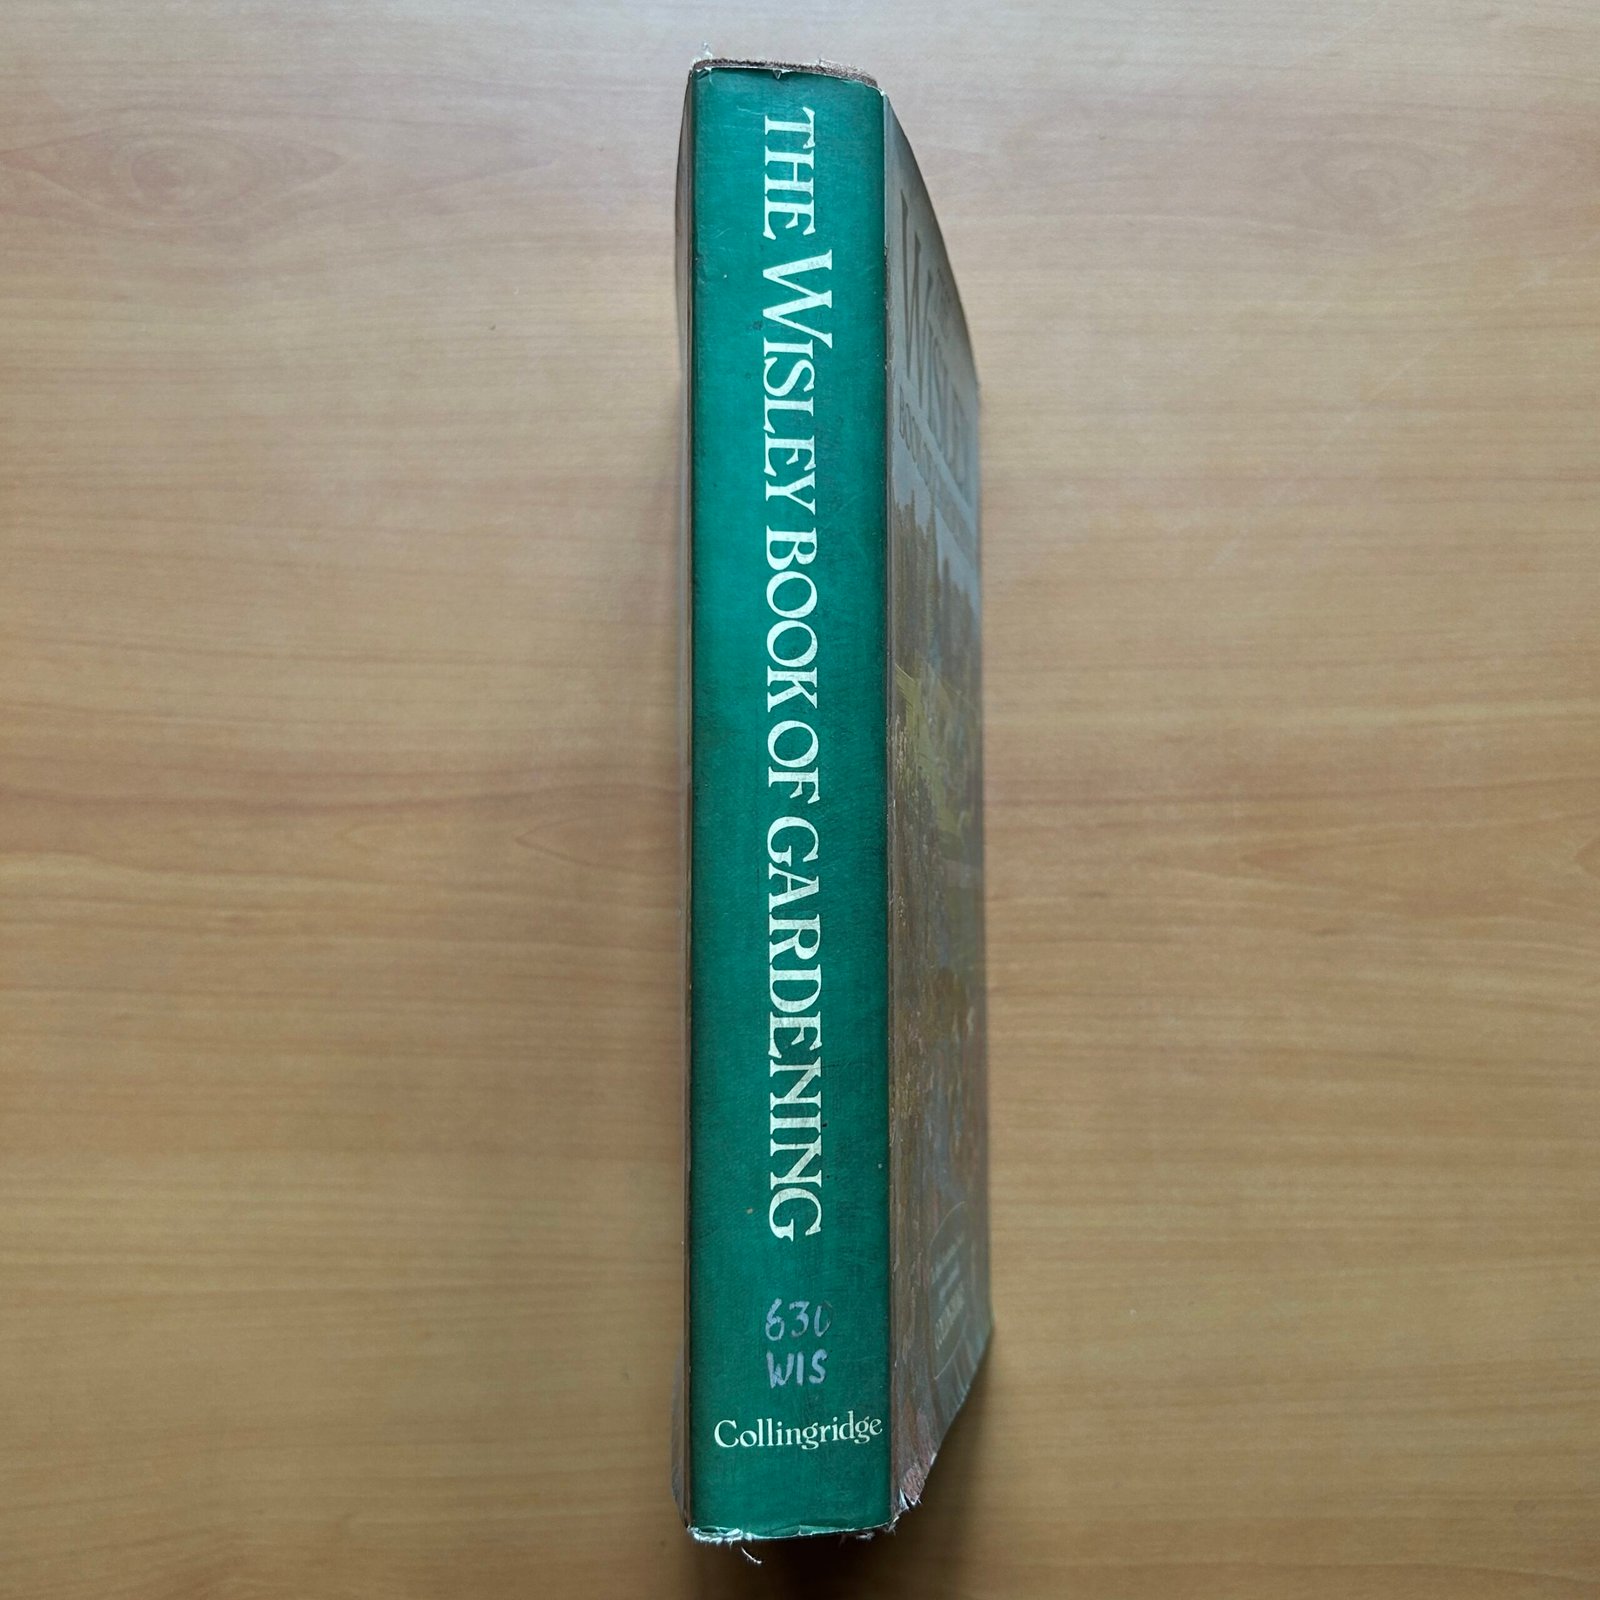 THE WISLEY BOOK OF GARDENING
630
WIS
Collingridge